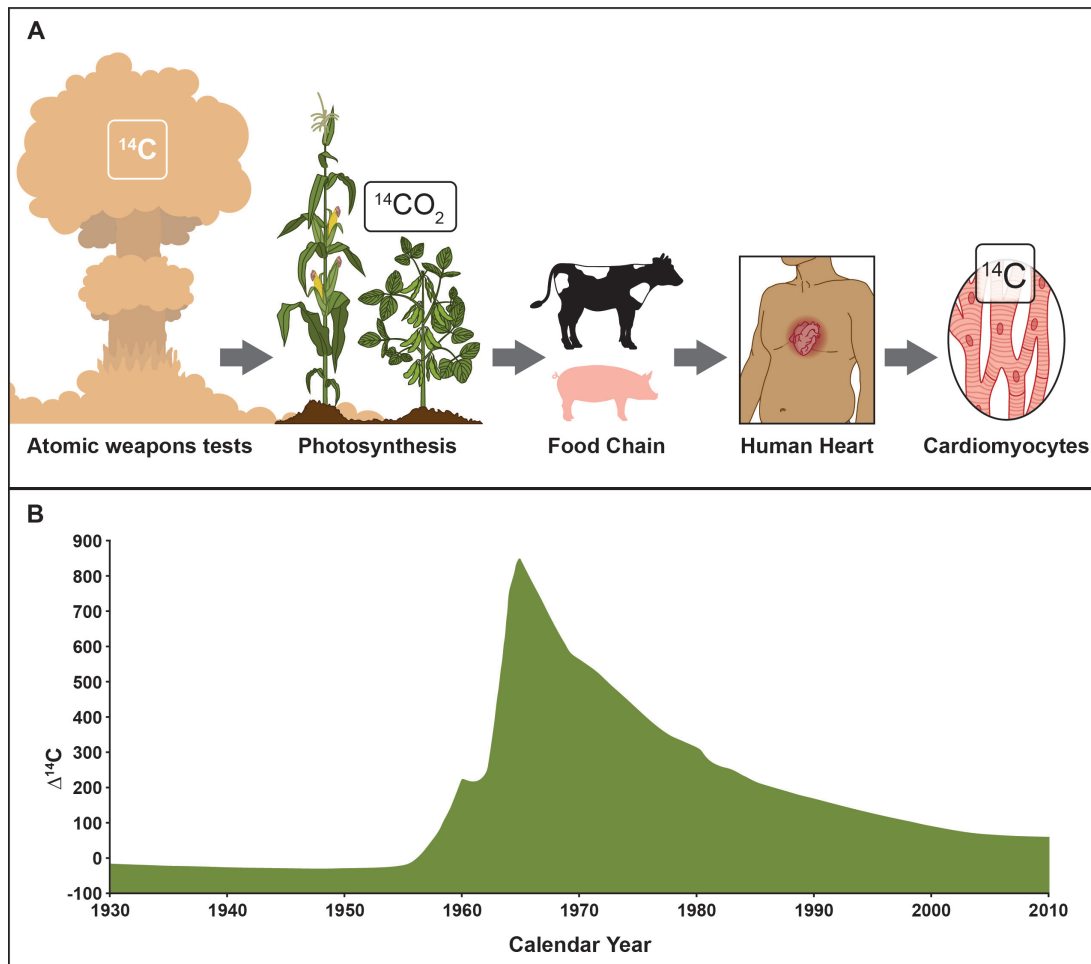 A
¹⁴C
¹⁴CO₂
¹⁴C
Atomic weapons tests
Photosynthesis
Food Chain
Human Heart
Cardiomyocytes
B
900
800
700
600
500
400
300
200
100
0
-100
Δ¹⁴C
1930 1940 1950 1960 1970 1980 1990 2000 2010
Calendar Year